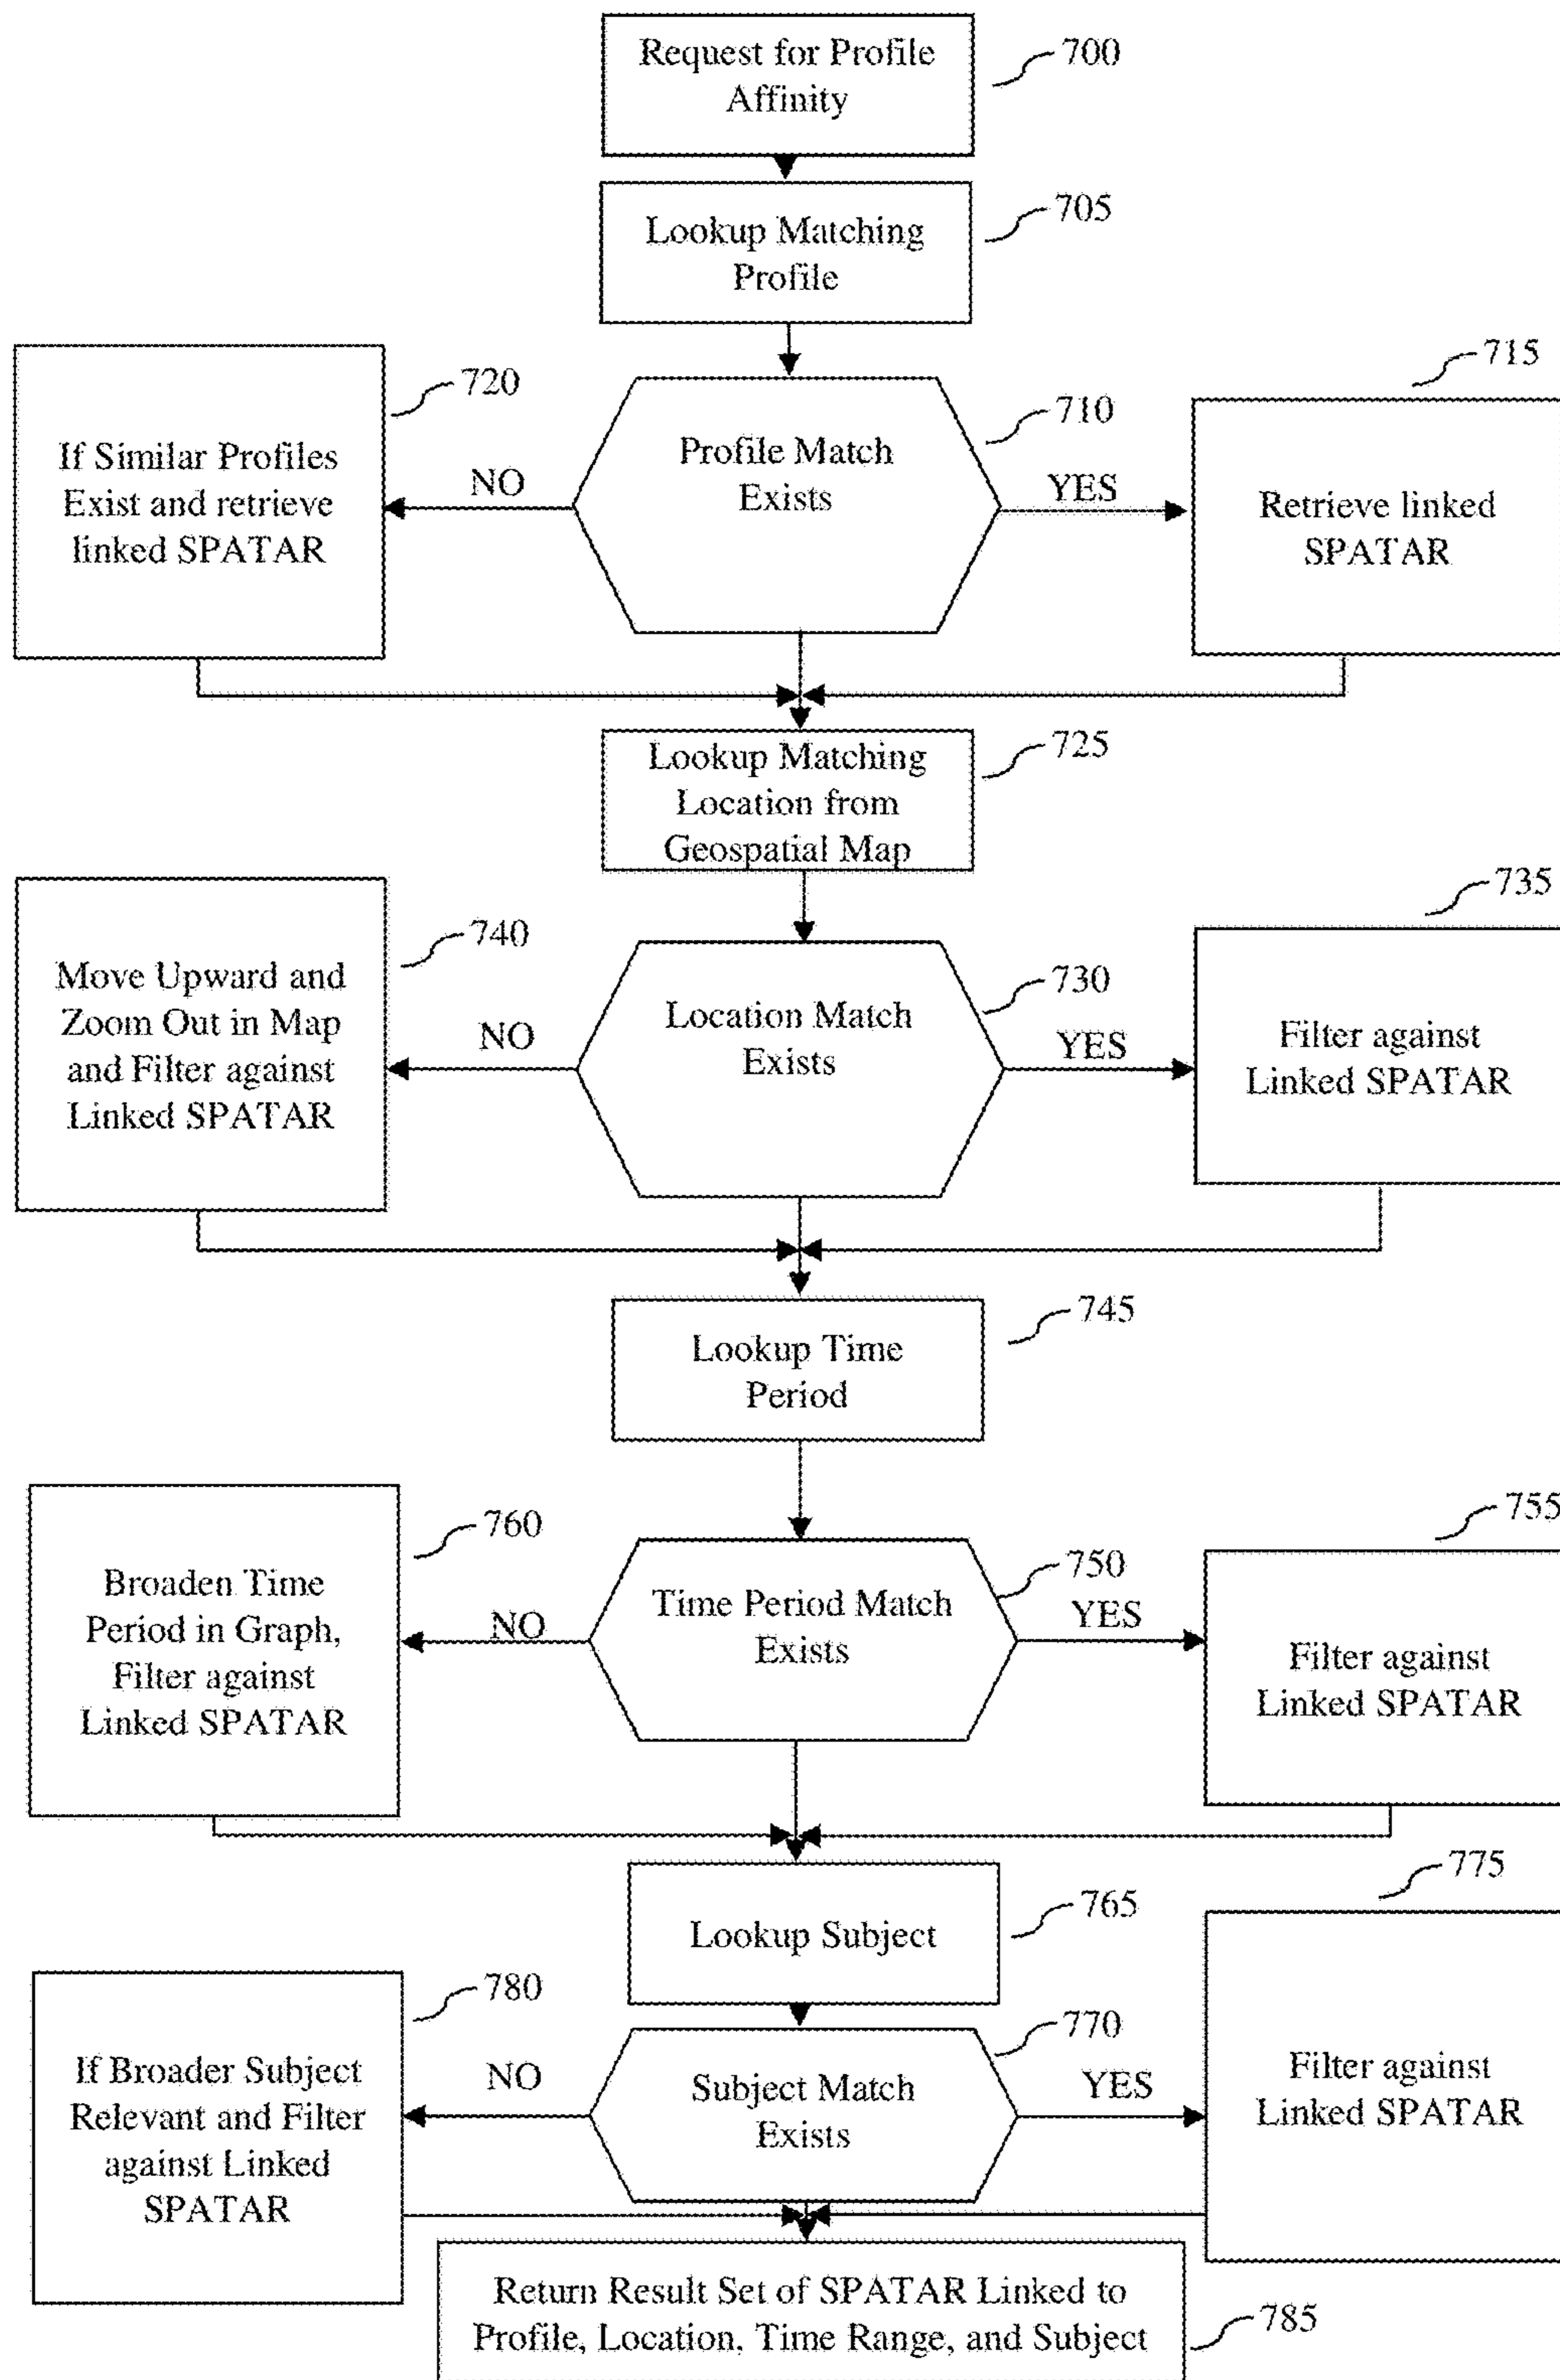 Request for Profile
Affinity
700
Lookup Matching
Profile
705
715
720
710
If Similar Profiles
Exist and retrieve
linked SPATAR
NO
Profile Match
Exists
YES
Retrieve linked
SPATAR
Lookup Matching
Location from
Geospatial Map
725
735
740
730
Move Upward and
Zoom Out in Map
and Filter against
Linked SPATAR
NO
Location Match
Exists
YES
Filter against
Linked SPATAR
745
Lookup Time
Period
755
760
750
Broaden Time
Period in Graph,
Filter against
Linked SPATAR
NO
Time Period Match
Exists
YES
Filter against
Linked SPATAR
775
765
Lookup Subject
780
770
If Broader Subject
Relevant and Filter
against Linked
SPATAR
NO
Subject Match
Exists
YES
Filter against
Linked SPATAR
Return Result Set of SPATAR Linked to
Profile, Location, Time Range, and Subject
785